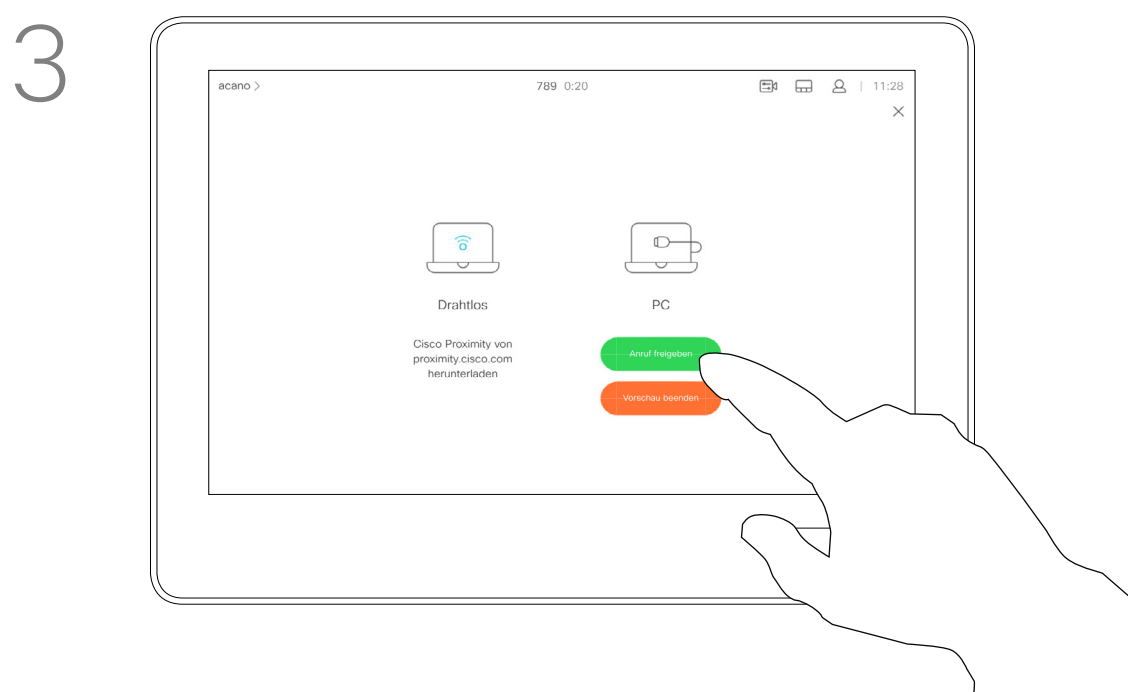 3
acano >
789 0:20
11:28
Drahtlos
PC
Cisco Proximity von
proximity.cisco.com
herunterladen
Anruf freigeben
Vorschau beenden